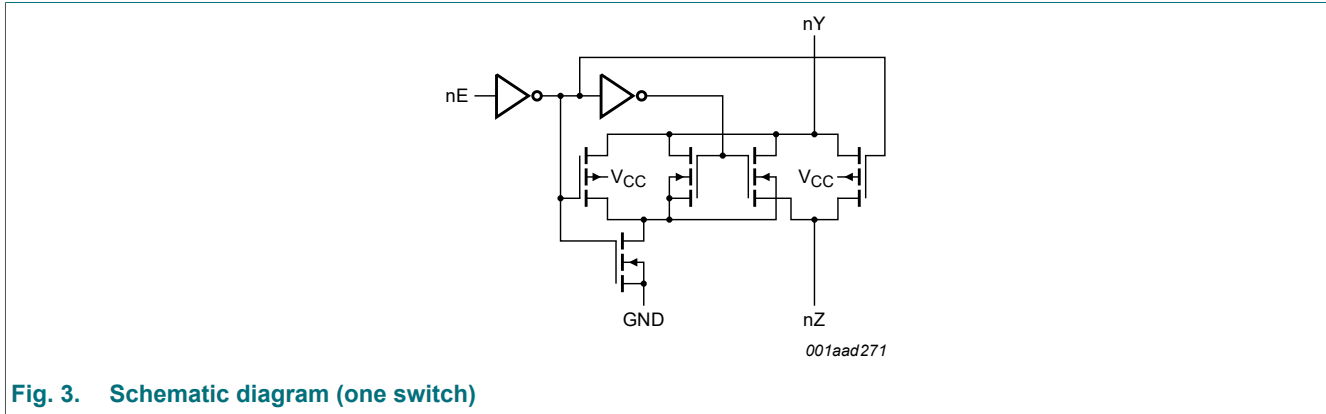 nY
nE
VCC
VCC
GND
nZ
001aad271
Fig. 3. Schematic diagram (one switch)